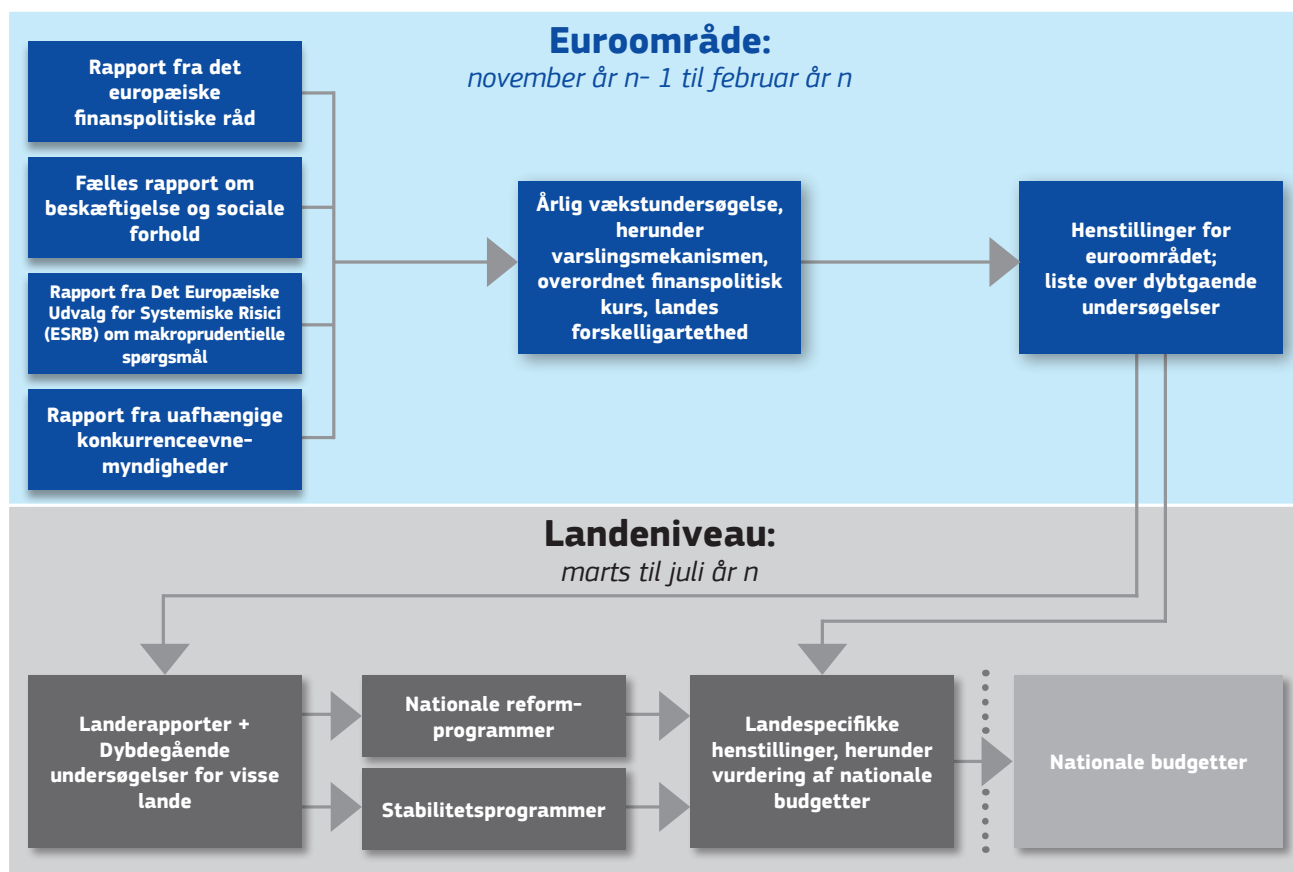 Euroområde:
november år n- 1 til februar år n
Rapport fra det
europæiske
finanspolitiske råd
Fælles rapport om
beskæftigelse og sociale
forhold
Rapport fra Det Europæiske
Udvalg for Systemiske Risici
(ESRB) om makroprudentielle
spørgsmål
Rapport fra uafhængige
konkurrenceevne-
myndigheder
Årlig vækstundersøgelse,
herunder
varslingsmekanismen,
overordnet finanspolitisk
kurs, landes
forskelligartethed
Henstillinger for
euroområdet;
liste over dybtgaende
undersøgelser
Landeniveau:
marts til juli år n
Landerapporter +
Dybdegående
undersøgelser for visse
lande
Nationale reform-
programmer
Stabilitetsprogrammer
Landespecifikke
henstillinger, herunder
vurdering af nationale
budgetter
Nationale budgetter